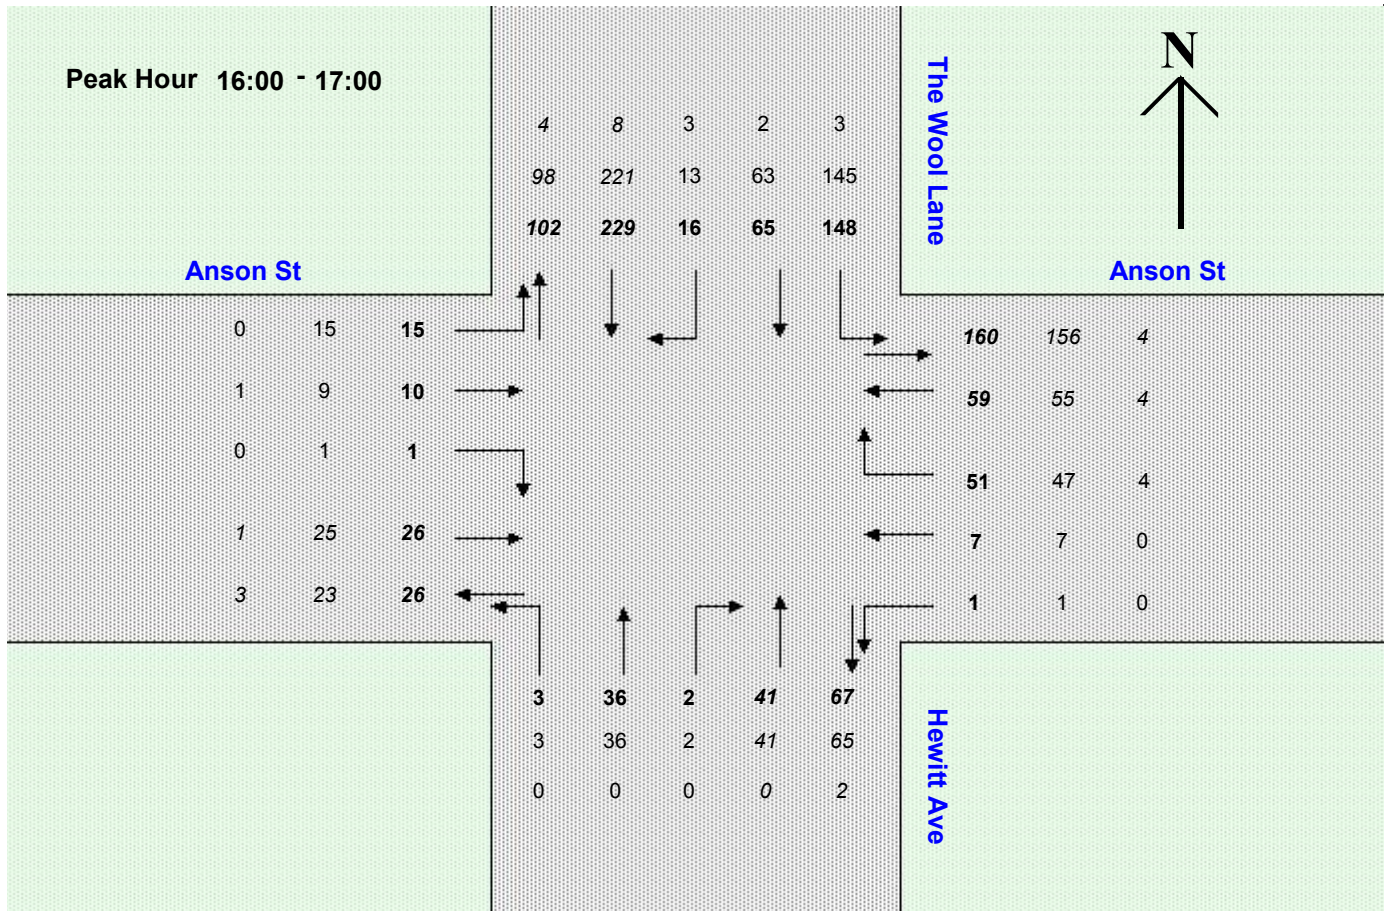 N
Peak Hour 16:00 - 17:00
The Wool Lane
4 8 3 2 3
98 221 13 63 145
102 229 16 65 148
Anson St
Anson St
0 15 15
160 156 4
1 9 10
59 55 4
0 1 1
51 47 4
1 25 26
7 7 0
3 23 26
1 1 0
3 36 2 41 67
3 36 2 41 65
0 0 0 0 2
Hewitt Ave